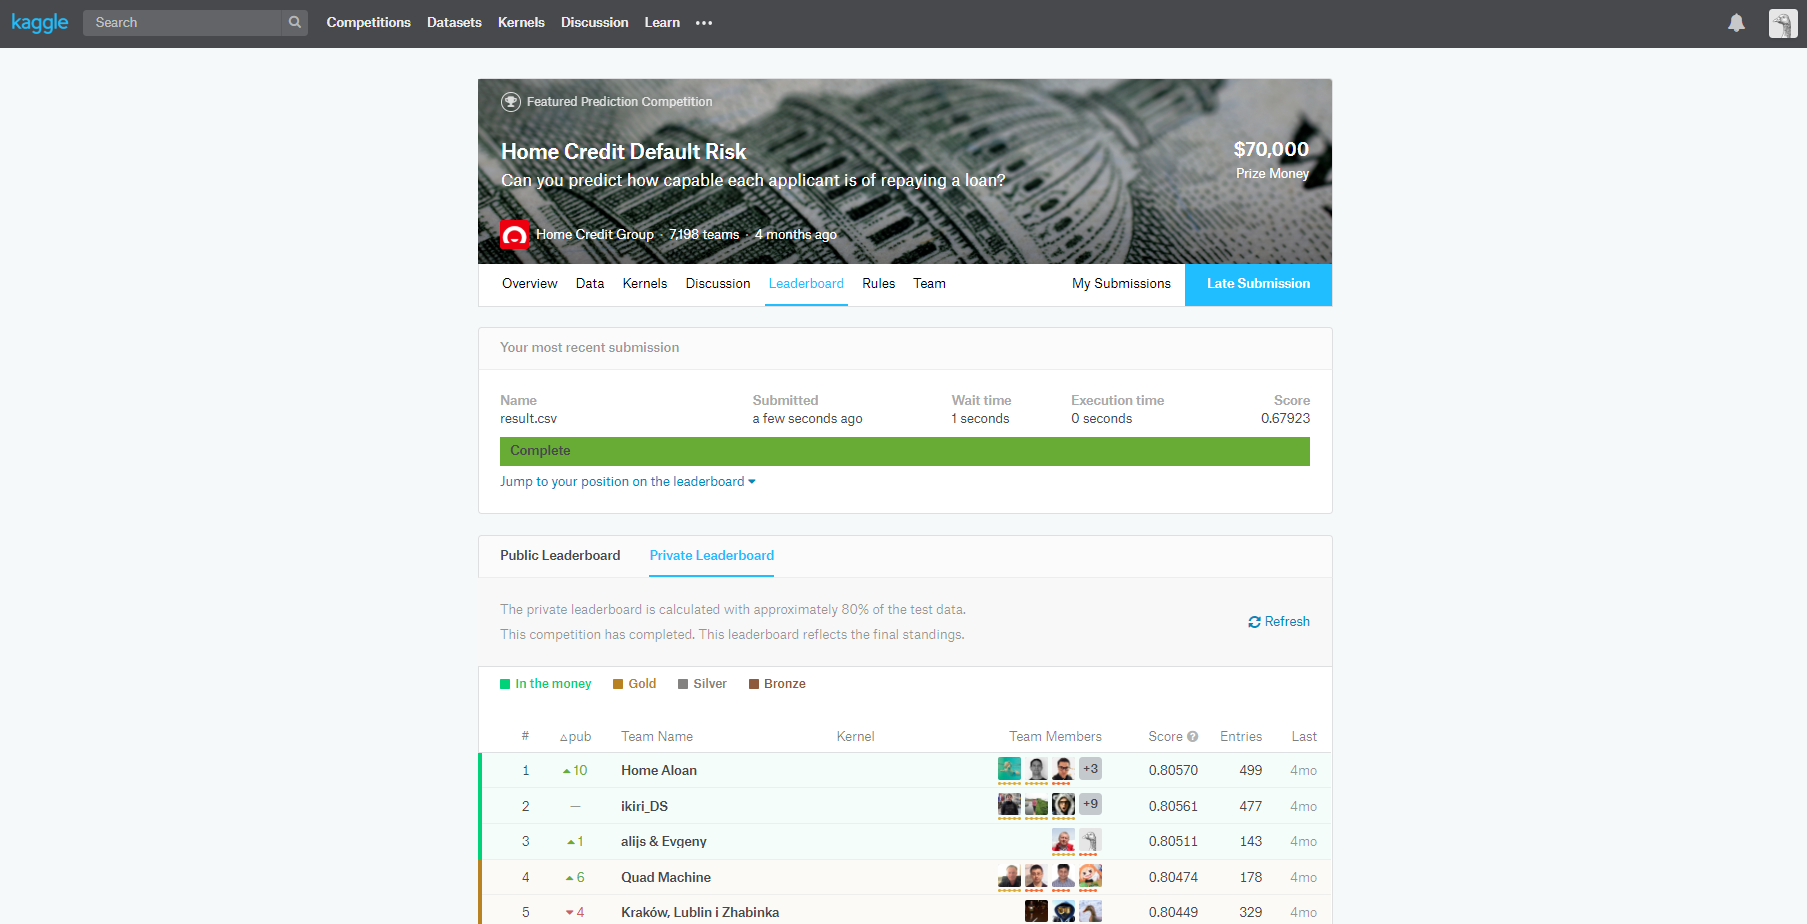 kaggle Search Competitions Datasets Kernels Discussion Learn
Featured Prediction Competition
Home Credit Default Risk
Can you predict how capable each applicant is of repaying a loan?
$70,000
Prize Money
Home Credit Group · 7,198 teams · 4 months ago
Overview Data Kernels Discussion Leaderboard Rules Team My Submissions Late Submission
Your most recent submission
Name Submitted Wait time Execution time Score
result.csv a few seconds ago 1 seconds 0 seconds 0.67923
Complete
Jump to your position on the leaderboard
Public Leaderboard Private Leaderboard
The private leaderboard is calculated with approximately 80% of the test data.
This competition has completed. This leaderboard reflects the final standings.
Refresh
In the money Gold Silver Bronze
# △pub Team Name Kernel Team Members Score ? Entries Last
1 ▲10 Home Aloan +3 0.80570 499 4mo
2 — ikiri_DS +9 0.80561 477 4mo
3 ▲1 alijs & Evgeny 0.80511 143 4mo
4 ▲6 Quad Machine 0.80474 178 4mo
5 ▼4 Kraków, Lublin i Zhabinka 0.80449 329 4mo